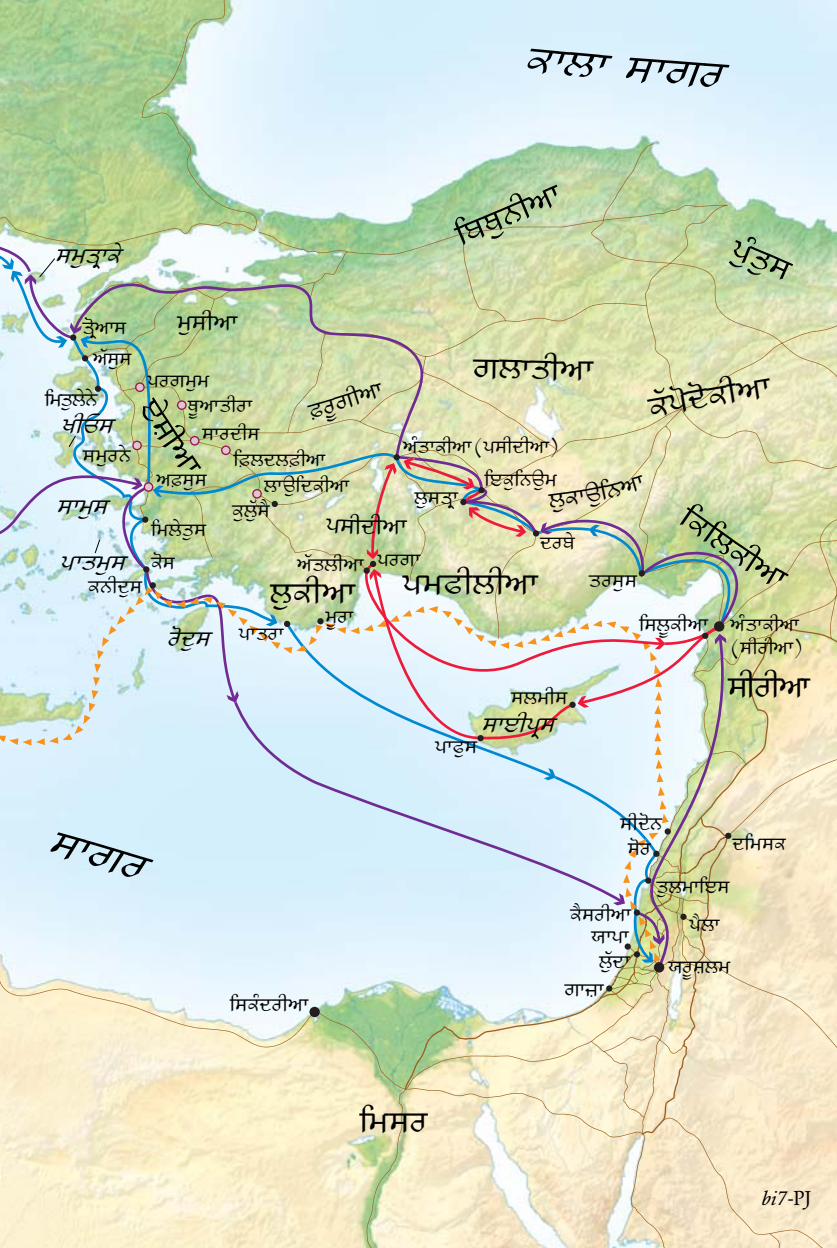 ਕਾਲਾ ਸਾਗਰ
ਬਿਥੁਨੀਆ
ਪੁੰਤੁਸ
ਸਮੁਤ੍ਰਾਕੇ
ਤ੍ਰੋਆਸ
ਮੁਸੀਆ
ਅੱਸੁਸ
ਗਲਾਤੀਆ
ਪਰਗਮੁਮ
ਮਿਤੁਲੇਨੇ
ਥੂਆਤੀਰਾ
ਫ਼ਰੂਗੀਆ
ਕੱਪੋਦੋਕੀਆ
ਖੀਓਸ
ਏਸ਼ੀਆ
ਸਾਰਦੀਸ
ਸਮੁਰਨੇ
ਫ਼ਿਲਦਲਫ਼ੀਆ
ਅੰਤਾਕੀਆ (ਪਸੀਦੀਆ)
ਅਫ਼ਸੁਸ
ਲਾਉਦਿਕੀਆ
ਇਕੁਨਿਉਮ
ਲੁਸਤ੍ਰਾ
ਲੁਕਾਉਨਿਆ
ਸਾਮੁਸ
ਕੁਲੁੱਸੈ
ਮਿਲੇਤੁਸ
ਪਸੀਦੀਆ
ਦਰਬੇ
ਕਿਲਿਕੀਆ
ਪਾਤਮੁਸ
ਕੋਸ
ਅੱਤਲੀਆ
ਪਰਗਾ
ਕਨੀਦੁਸ
ਲੁਕੀਆ
ਪਮਫੀਲੀਆ
ਤਰਸੁਸ
ਰੋਦੁਸ
ਪਾਤਰਾ
ਮੂਰਾ
ਸਿਲੂਕੀਆ
ਅੰਤਾਕੀਆ
(ਸੀਰੀਆ)
ਸੀਰੀਆ
ਸਲਮੀਸ
ਸਾਈਪ੍ਰਸ
ਪਾਫੁਸ
ਸਾਗਰ
ਸੀਦੋਨ
ਸ਼ੋਰ
ਦਮਿਸਕ
ਤੁਲਮਾਇਸ
ਕੈਸਰੀਆ
ਪੈਲਾ
ਯਾਪਾ
ਲੁੱਦਾ
ਯਰੂਸ਼ਲਮ
ਗਾਜ਼ਾ
ਸਿਕੰਦਰੀਆ
ਮਿਸਰ
bi7-PJ